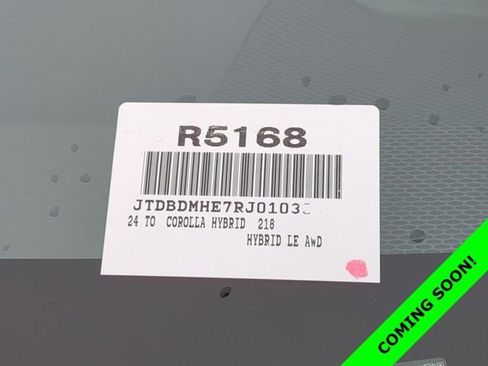 R5168
JTDBDMHE7RJ0103
24 TO COROLLA HYBRID 218
HYBRID LE AWD
COMING SOON!